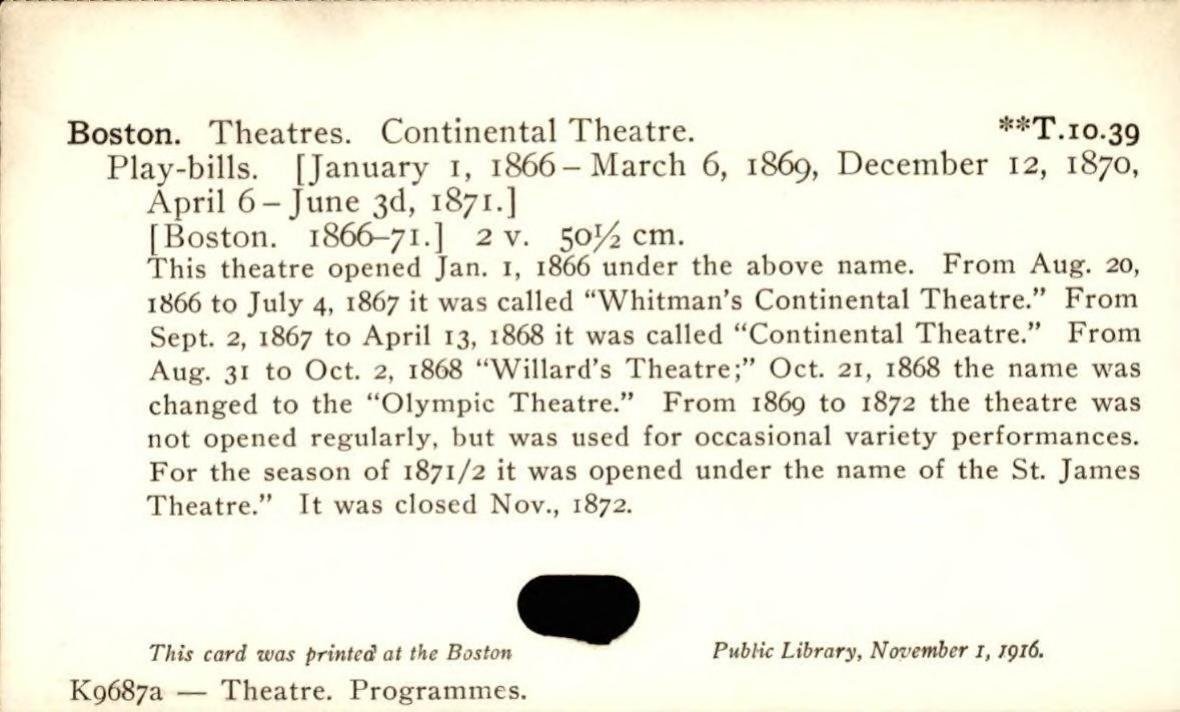 Boston. Theatres. Continental Theatre. **T.10.39
Play-bills. [January 1, 1866 – March 6, 1869, December 12, 1870,
April 6 – June 3d, 1871.]
[Boston. 1866–71.] 2 v. 50½ cm.
This theatre opened Jan. 1, 1866 under the above name. From Aug. 20,
1866 to July 4, 1867 it was called “Whitman's Continental Theatre.” From
Sept. 2, 1867 to April 13, 1868 it was called “Continental Theatre.” From
Aug. 31 to Oct. 2, 1868 “Willard's Theatre;” Oct. 21, 1868 the name was
changed to the “Olympic Theatre.” From 1869 to 1872 the theatre was
not opened regularly, but was used for occasional variety performances.
For the season of 1871/2 it was opened under the name of the St. James
Theatre.” It was closed Nov., 1872.
This card was printed at the Boston Public Library, November 1, 1916.
K9687a — Theatre. Programmes.